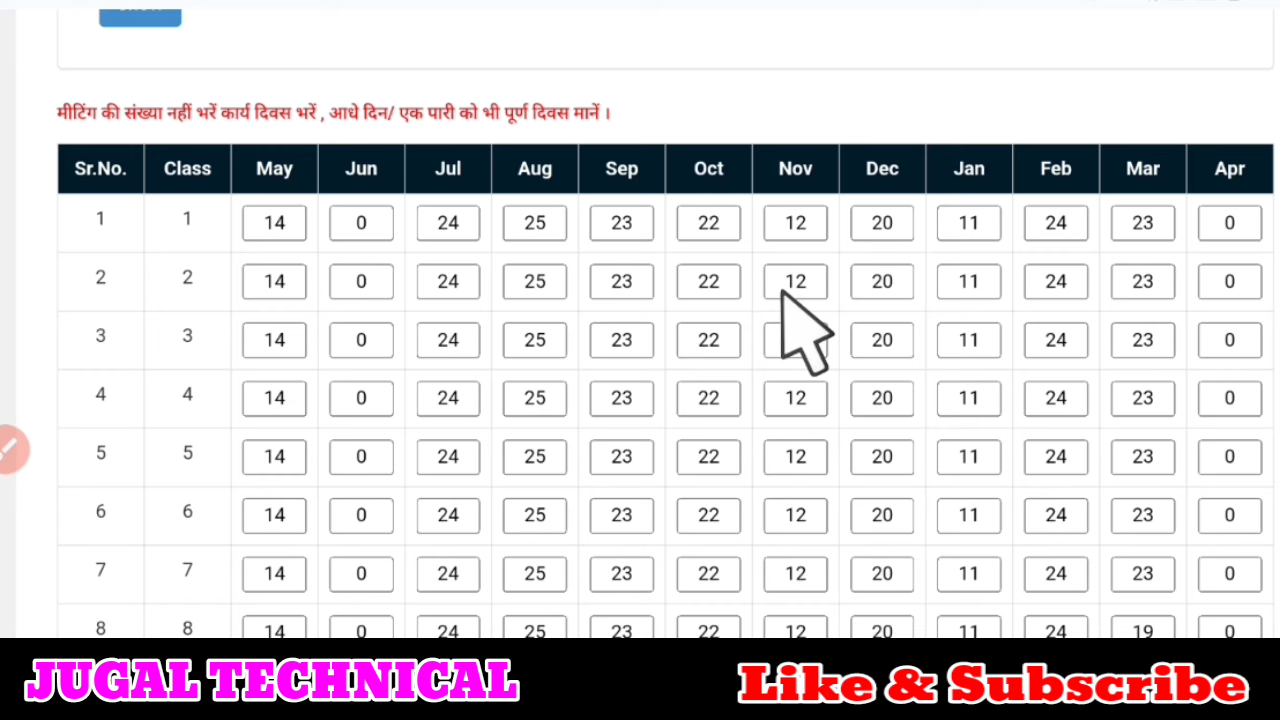 मीटिंग की संख्या नहीं भरें कार्य दिवस भरें , आधे दिन/ एक पारी को भी पूर्ण दिवस मानें ।
Sr.No. Class May Jun Jul Aug Sep Oct Nov Dec Jan Feb Mar Apr
1 1 14 0 24 25 23 22 12 20 11 24 23 0
2 2 14 0 24 25 23 22 12 20 11 24 23 0
3 3 14 0 24 25 23 22 20 11 24 23 0
4 4 14 0 24 25 23 22 12 20 11 24 23 0
5 5 14 0 24 25 23 22 12 20 11 24 23 0
6 6 14 0 24 25 23 22 12 20 11 24 23 0
7 7 14 0 24 25 23 22 12 20 11 24 23 0
8 8 14 0 24 25 23 22 12 20 11 24 19 0
JUGAL TECHNICAL Like & Subscribe